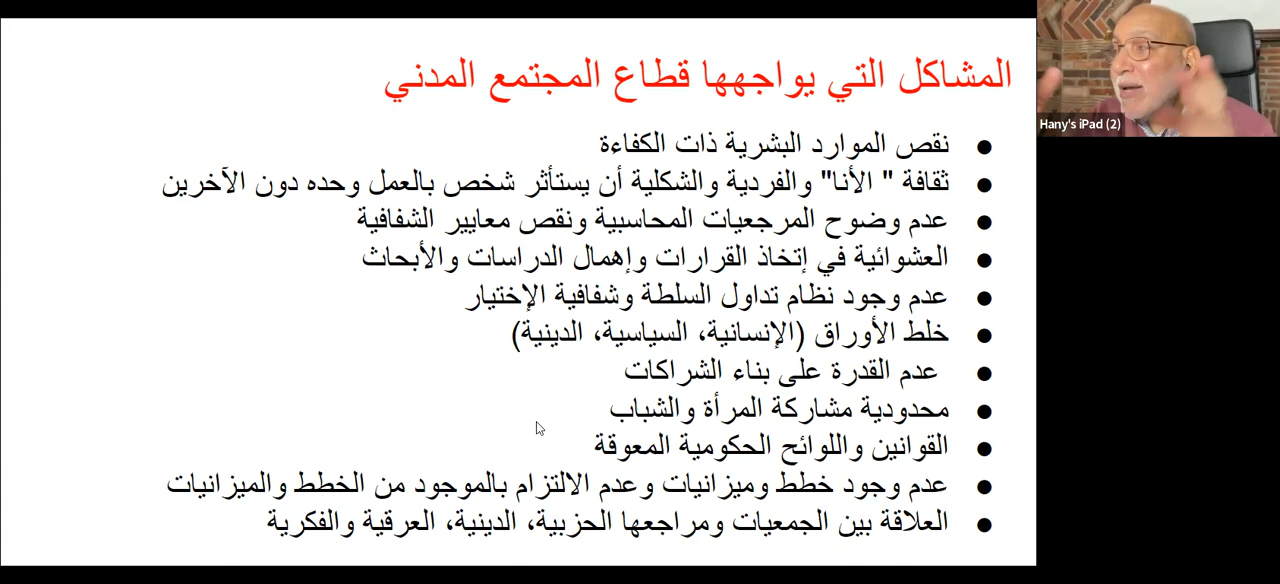 المشاكل التي يواجهها قطاع المجتمع المدني
● نقص الموارد البشرية ذات الكفاءة
● ثقافة " الأنا" والفردية والشكلية أن يستأثر شخص بالعمل وحده دون الآخرين
● عدم وضوح المرجعيات المحاسبية ونقص معايير الشفافية
● العشوائية في إتخاذ القرارات وإهمال الدراسات والأبحاث
● عدم وجود نظام تداول السلطة وشفافية الإختيار
● خلط الأوراق (الإنسانية، السياسية، الدينية)
● عدم القدرة على بناء الشراكات
● محدودية مشاركة المرأة والشباب
● القوانين واللوائح الحكومية المعوقة
● عدم وجود خطط وميزانيات وعدم الالتزام بالموجود من الخطط والميزانيات
● العلاقة بين الجمعيات ومراجعها الحزبية، الدينية، العرقية والفكرية
Hany's iPad (2)